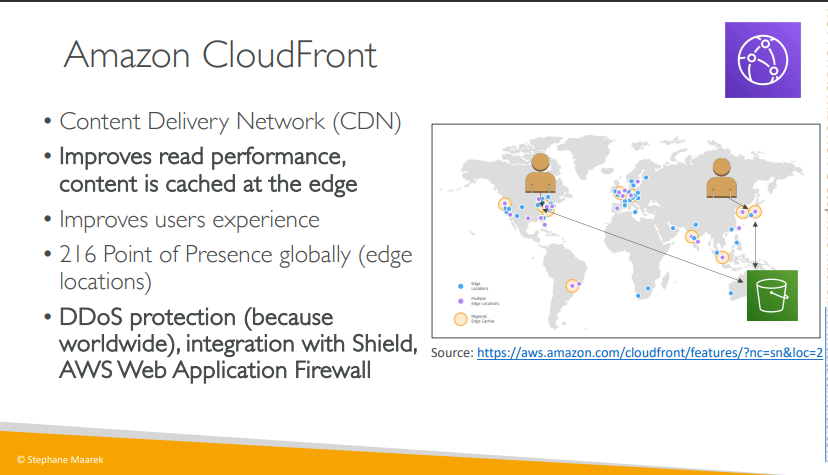 Amazon CloudFront
• Content Delivery Network (CDN)
• Improves read performance,
content is cached at the edge
• Improves users experience
• 216 Point of Presence globally (edge
locations)
• DDoS protection (because
worldwide), integration with Shield,
AWS Web Application Firewall
Edge
Locations
Multiple
Edge Locations
Regional
Edge Caches
Source: https://aws.amazon.com/cloudfront/features/?nc=sn&loc=2
© Stephane Maarek